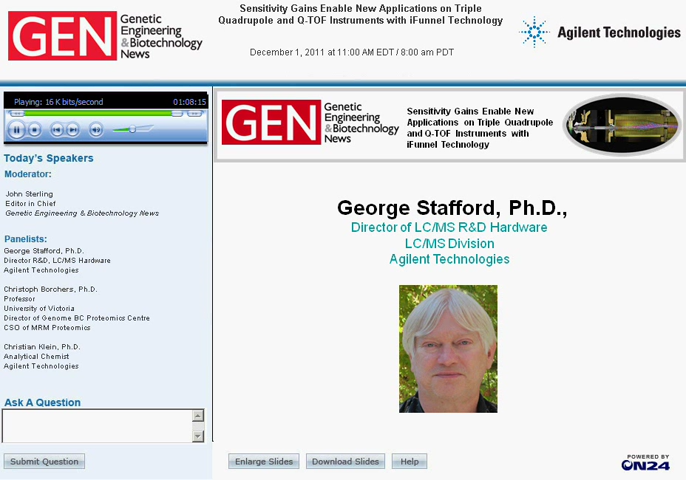 GEN Genetic
Engineering
&Biotechnology
News
Sensitivity Gains Enable New Applications on Triple
Quadrupole and Q-TOF Instruments with iFunnel Technology
December 1, 2011 at 11:00 AM EDT / 8:00 am PDT
Agilent Technologies
Playing: 16 K bits/second 01:08:15
Today's Speakers
Moderator:
John Sterling
Editor in Chief
Genetic Engineering & Biotechnology News
Panelists:
George Stafford, Ph.D.
Director R&D, LC/MS Hardware
Agilent Technologies
Christoph Borchers, Ph.D.
Professor
University of Victoria
Director of Genome BC Proteomics Centre
CSO of MRM Proteomics
Christian Klein, Ph.D.
Analytical Chemist
Agilent Technologies
Ask A Question
Submit Question
GEN Genetic
Engineering
&Biotechnology
News
Sensitivity Gains Enable New
Applications on Triple Quadrupole
and Q-TOF Instruments with
iFunnel Technology
George Stafford, Ph.D.,
Director of LC/MS R&D Hardware
LC/MS Division
Agilent Technologies
Enlarge Slides Download Slides Help
POWERED BY
ON24